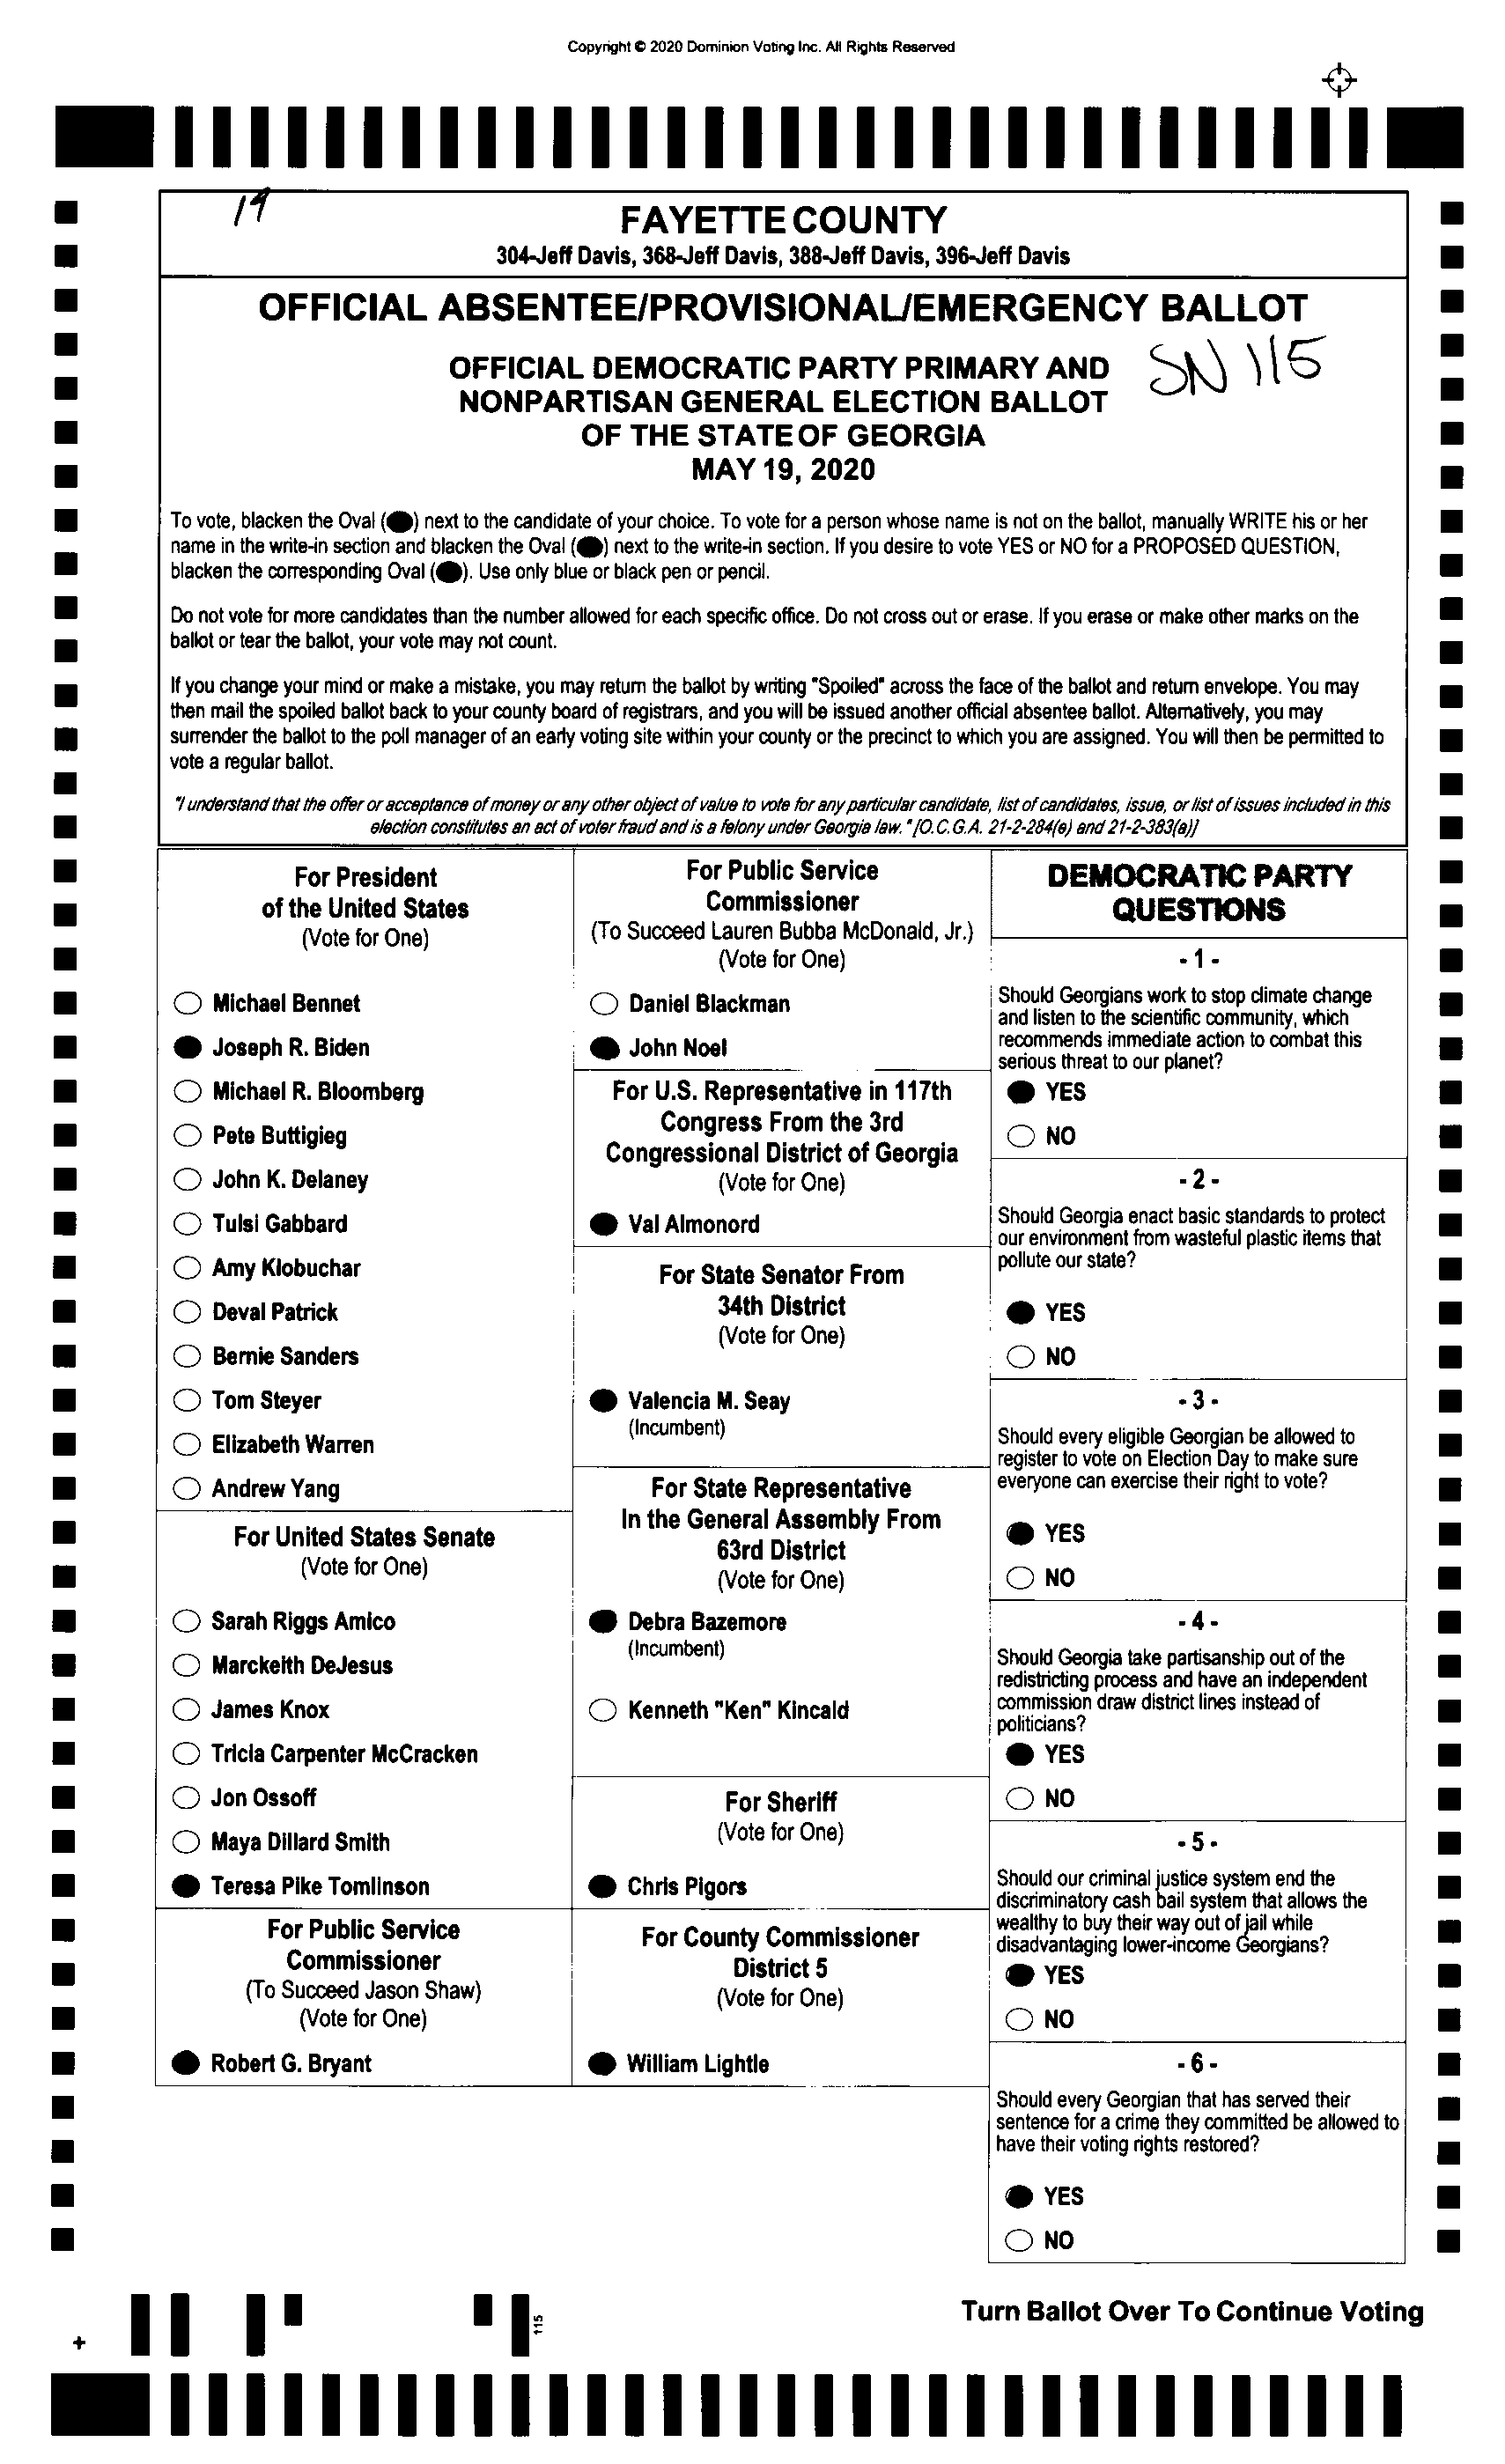 Copyright © 2020 Dominion Voting Inc. All Rights Reserved
19
FAYETTE COUNTY
304-Jeff Davis, 368-Jeff Davis, 388-Jeff Davis, 396-Jeff Davis
OFFICIAL ABSENTEE/PROVISIONAL/EMERGENCY BALLOT
OFFICIAL DEMOCRATIC PARTY PRIMARY AND
NONPARTISAN GENERAL ELECTION BALLOT
OF THE STATE OF GEORGIA
MAY 19, 2020
SN 115
To vote, blacken the Oval (●) next to the candidate of your choice. To vote for a person whose name is not on the ballot, manually WRITE his or her
name in the write-in section and blacken the Oval (●) next to the write-in section. If you desire to vote YES or NO for a PROPOSED QUESTION,
blacken the corresponding Oval (●). Use only blue or black pen or pencil.
Do not vote for more candidates than the number allowed for each specific office. Do not cross out or erase. If you erase or make other marks on the
ballot or tear the ballot, your vote may not count.
If you change your mind or make a mistake, you may return the ballot by writing "Spoiled" across the face of the ballot and return envelope. You may
then mail the spoiled ballot back to your county board of registrars, and you will be issued another official absentee ballot. Alternatively, you may
surrender the ballot to the poll manager of an early voting site within your county or the precinct to which you are assigned. You will then be permitted to
vote a regular ballot.
"I understand that the offer or acceptance of money or any other object of value to vote for any particular candidate, list of candidates, issue, or list of issues included in this
election constitutes an act of voter fraud and is a felony under Georgia law." [O.C.G.A. 21-2-284(e) and 21-2-383(a)]
For President
of the United States
(Vote for One)
Michael Bennet
Joseph R. Biden
Michael R. Bloomberg
Pete Buttigieg
John K. Delaney
Tulsi Gabbard
Amy Klobuchar
Deval Patrick
Bernie Sanders
Tom Steyer
Elizabeth Warren
Andrew Yang
For United States Senate
(Vote for One)
Sarah Riggs Amico
Marckeith DeJesus
James Knox
Tricia Carpenter McCracken
Jon Ossoff
Maya Dillard Smith
Teresa Pike Tomlinson
For Public Service
Commissioner
(To Succeed Jason Shaw)
(Vote for One)
Robert G. Bryant
For Public Service
Commissioner
(To Succeed Lauren Bubba McDonald, Jr.)
(Vote for One)
Daniel Blackman
John Noel
For U.S. Representative in 117th
Congress From the 3rd
Congressional District of Georgia
(Vote for One)
Val Almonord
For State Senator From
34th District
(Vote for One)
Valencia M. Seay
(Incumbent)
For State Representative
In the General Assembly From
63rd District
(Vote for One)
Debra Bazemore
(Incumbent)
Kenneth "Ken" Kincaid
For Sheriff
(Vote for One)
Chris Pigors
For County Commissioner
District 5
(Vote for One)
William Lightle
DEMOCRATIC PARTY
QUESTIONS
- 1 -
Should Georgians work to stop climate change
and listen to the scientific community, which
recommends immediate action to combat this
serious threat to our planet?
YES
NO
- 2 -
Should Georgia enact basic standards to protect
our environment from wasteful plastic items that
pollute our state?
YES
NO
- 3 -
Should every eligible Georgian be allowed to
register to vote on Election Day to make sure
everyone can exercise their right to vote?
YES
NO
- 4 -
Should Georgia take partisanship out of the
redistricting process and have an independent
commission draw district lines instead of
politicians?
YES
NO
- 5 -
Should our criminal justice system end the
discriminatory cash bail system that allows the
wealthy to buy their way out of jail while
disadvantaging lower-income Georgians?
YES
NO
- 6 -
Should every Georgian that has served their
sentence for a crime they committed be allowed to
have their voting rights restored?
YES
NO
Turn Ballot Over To Continue Voting
115